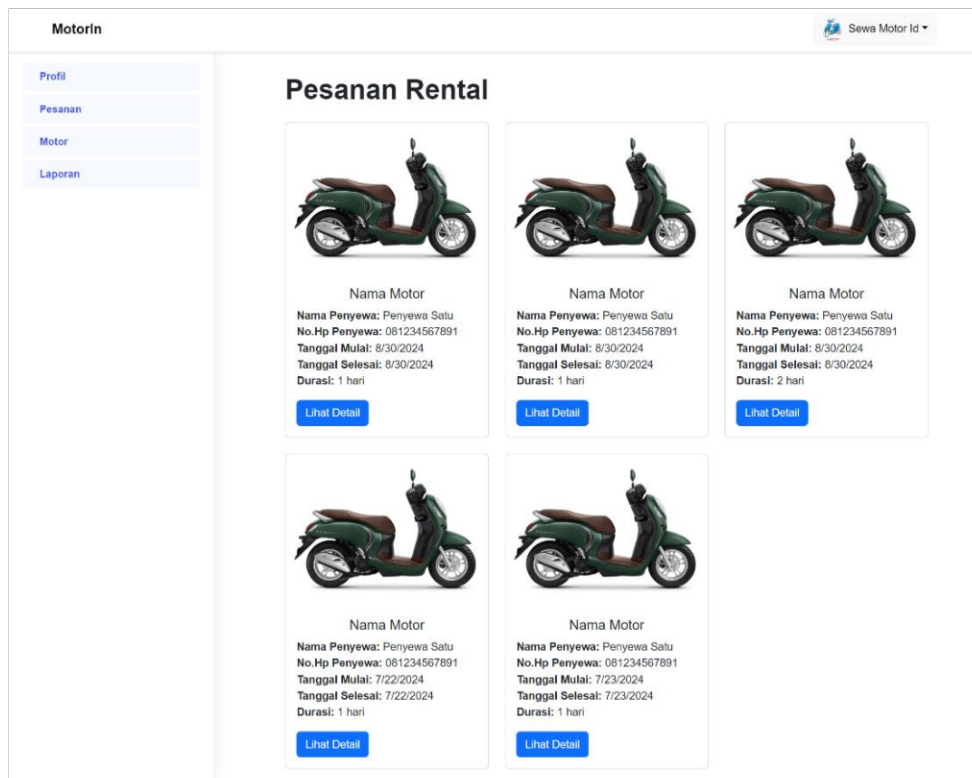 MotorIn
Sewa Motor Id
Profil
Pesanan
Motor
Laporan
Pesanan Rental
Nama Motor
Nama Penyewa: Penyewa Satu
No.Hp Penyewa: 081234567891
Tanggal Mulai: 8/30/2024
Tanggal Selesai: 8/30/2024
Durasi: 1 hari
Lihat Detail
Nama Motor
Nama Penyewa: Penyewa Satu
No.Hp Penyewa: 081234567891
Tanggal Mulai: 8/30/2024
Tanggal Selesai: 8/30/2024
Durasi: 1 hari
Lihat Detail
Nama Motor
Nama Penyewa: Penyewa Satu
No.Hp Penyewa: 081234567891
Tanggal Mulai: 8/30/2024
Tanggal Selesai: 8/30/2024
Durasi: 2 hari
Lihat Detail
Nama Motor
Nama Penyewa: Penyewa Satu
No.Hp Penyewa: 081234567891
Tanggal Mulai: 7/22/2024
Tanggal Selesai: 7/22/2024
Durasi: 1 hari
Lihat Detail
Nama Motor
Nama Penyewa: Penyewa Satu
No.Hp Penyewa: 081234567891
Tanggal Mulai: 7/23/2024
Tanggal Selesai: 7/23/2024
Durasi: 1 hari
Lihat Detail